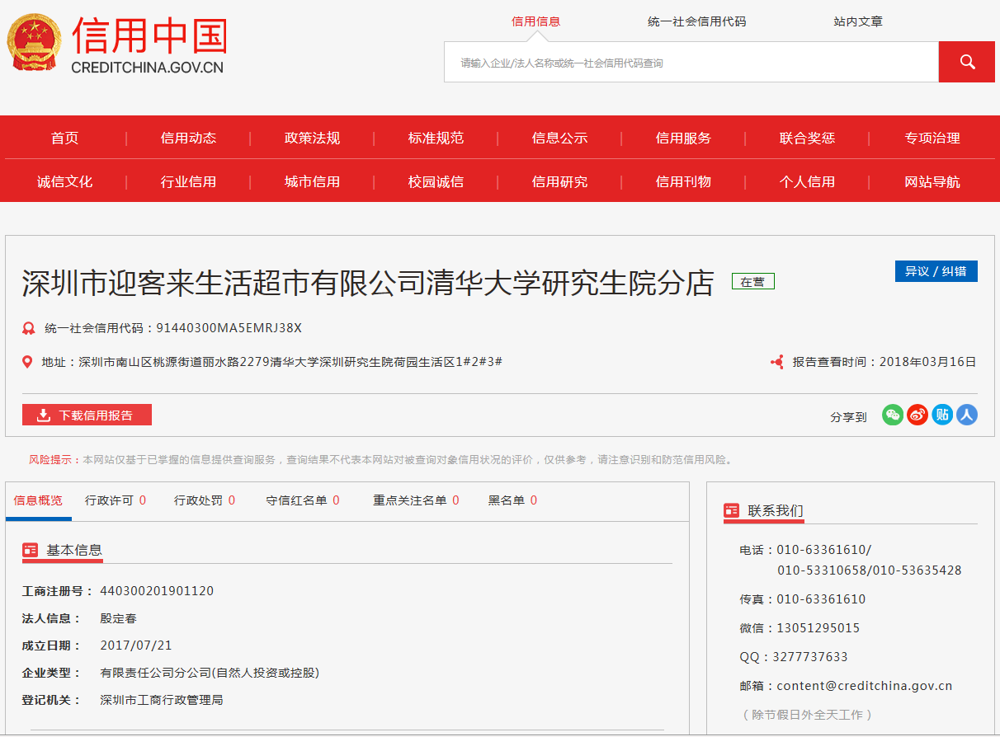 信用中国
CREDITCHINA.GOV.CN
信用信息 统一社会信用代码 站内文章
请输入企业/法人名称或统一社会信用代码查询
首页 信用动态 政策法规 标准规范 信息公示 信用服务 联合奖惩 专项治理
诚信文化 行业信用 城市信用 校园诚信 信用研究 信用刊物 个人信用 网站导航
深圳市迎客来生活超市有限公司清华大学研究生院分店 在营 异议 / 纠错
统一社会信用代码：91440300MA5EMRJ38X
地址：深圳市南山区桃源街道丽水路2279清华大学深圳研究生院荷园生活区1#2#3# 报告查看时间：2018年03月16日
下载信用报告 分享到 贴 人
风险提示：本网站仅基于已掌握的信息提供查询服务，查询结果不代表本网站对被查询对象信用状况的评价，仅供参考，请注意识别和防范信用风险。
信息概览 行政许可 0 行政处罚 0 守信红名单 0 重点关注名单 0 黑名单 0
基本信息
工商注册号： 440300201901120
法人信息： 殷定春
成立日期： 2017/07/21
企业类型： 有限责任公司分公司(自然人投资或控股)
登记机关： 深圳市工商行政管理局
联系我们
电话：010-63361610/
010-53310658/010-53635428
传真：010-63361610
微信：13051295015
QQ：3277737633
邮箱：content@creditchina.gov.cn
（除节假日外全天工作）